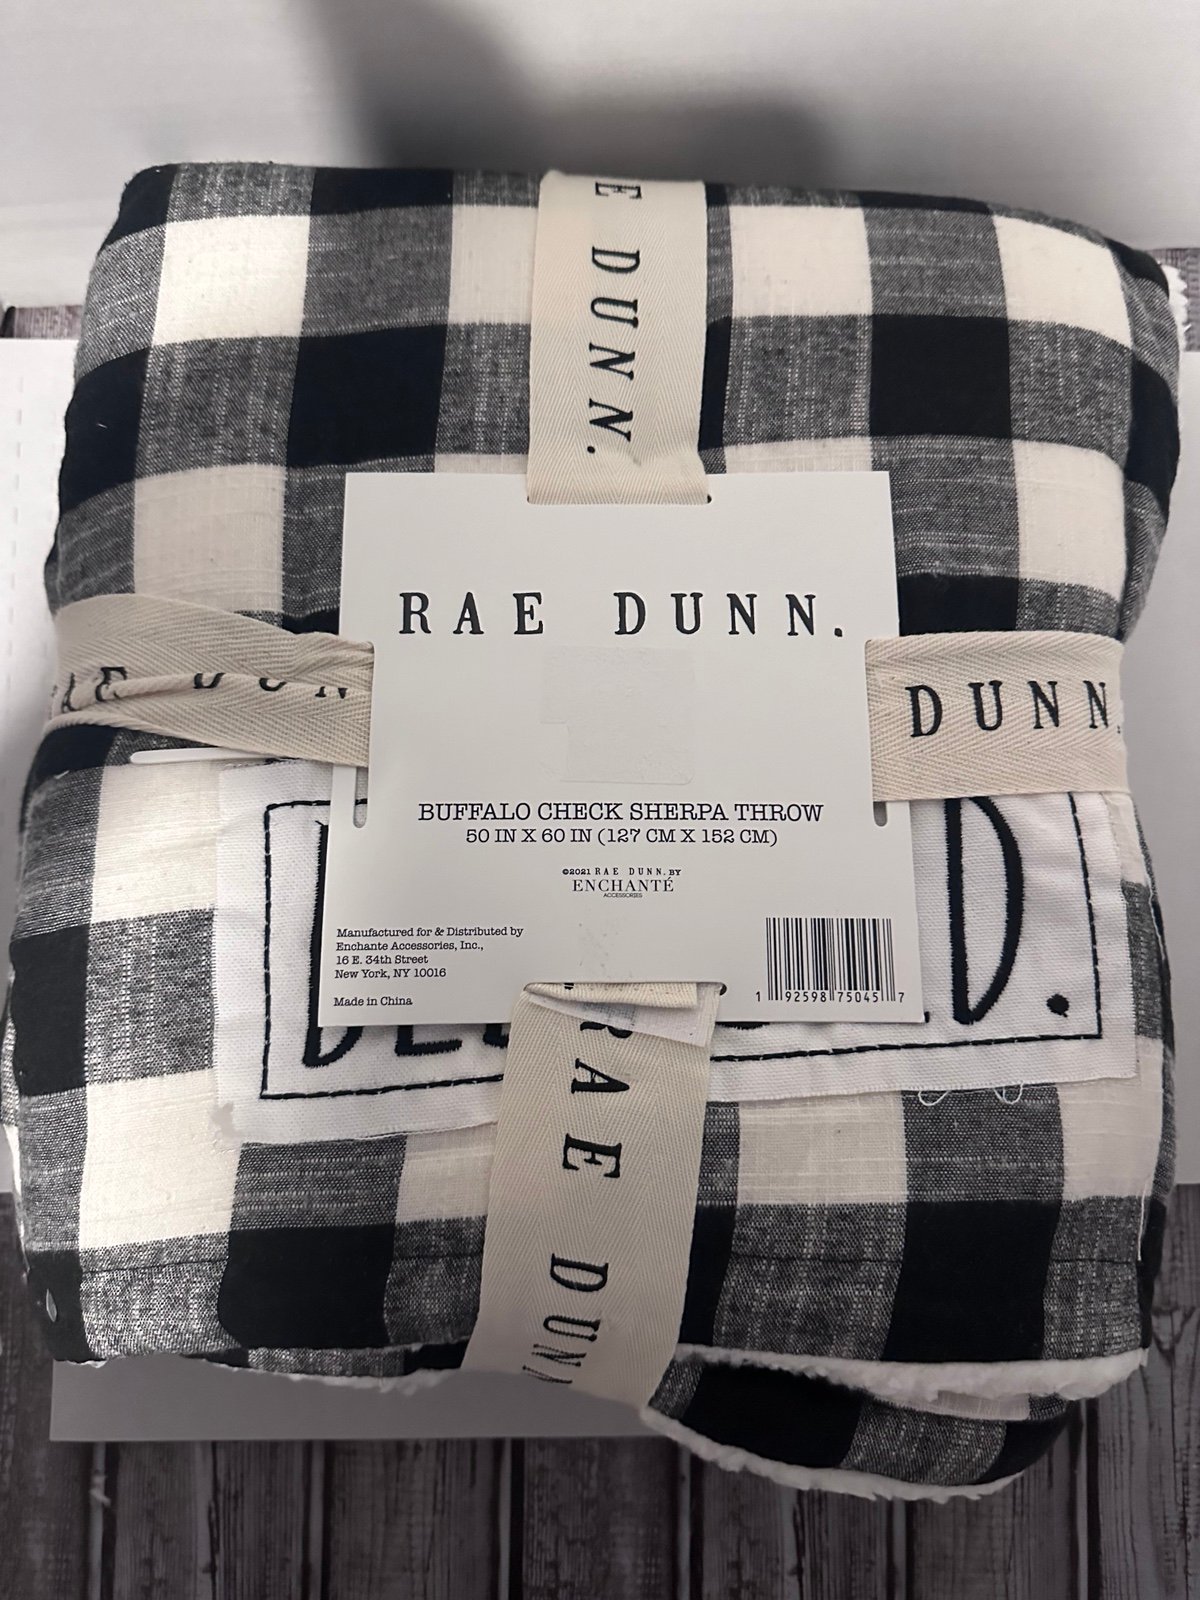 E DUNN.
RAE DUNN.
AE DUNN
DUNN.
BUFFALO CHECK SHERPA THROW
50 IN X 60 IN (127 CM X 152 CM)
©2021 RAE DUNN. BY
ENCHANTÉ
ACCESSORIES
Manufactured for & Distributed by
Enchante Accessories, Inc.,
16 E. 34th Street
New York, NY 10016
Made in China
1 92598 75045 7
D.
RAE DUNN